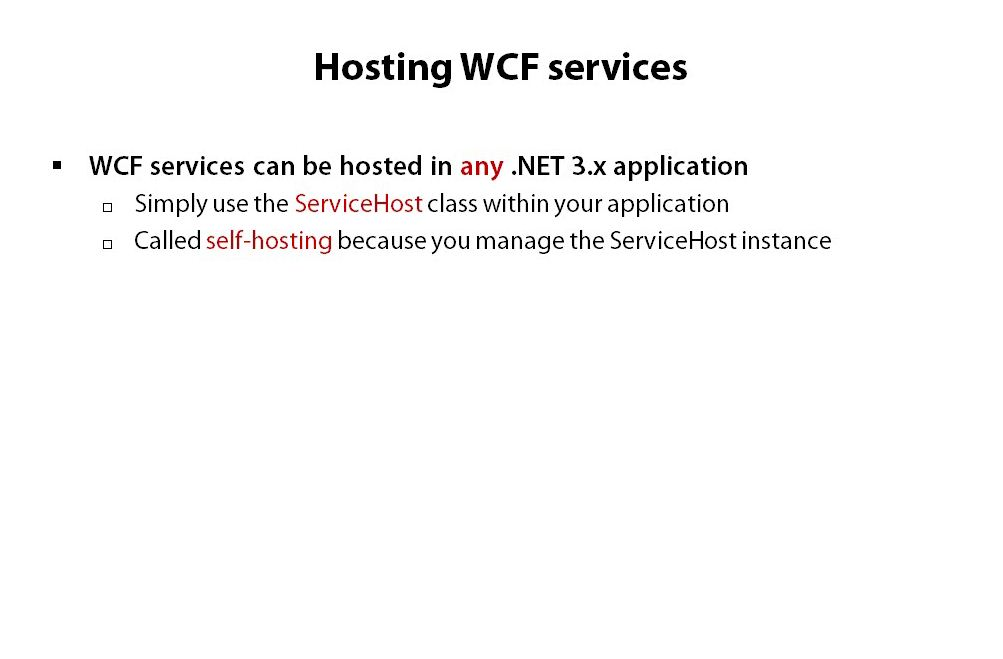 Hosting WCF services
▪ WCF services can be hosted in any .NET 3.x application
▫ Simply use the ServiceHost class within your application
▫ Called self-hosting because you manage the ServiceHost instance